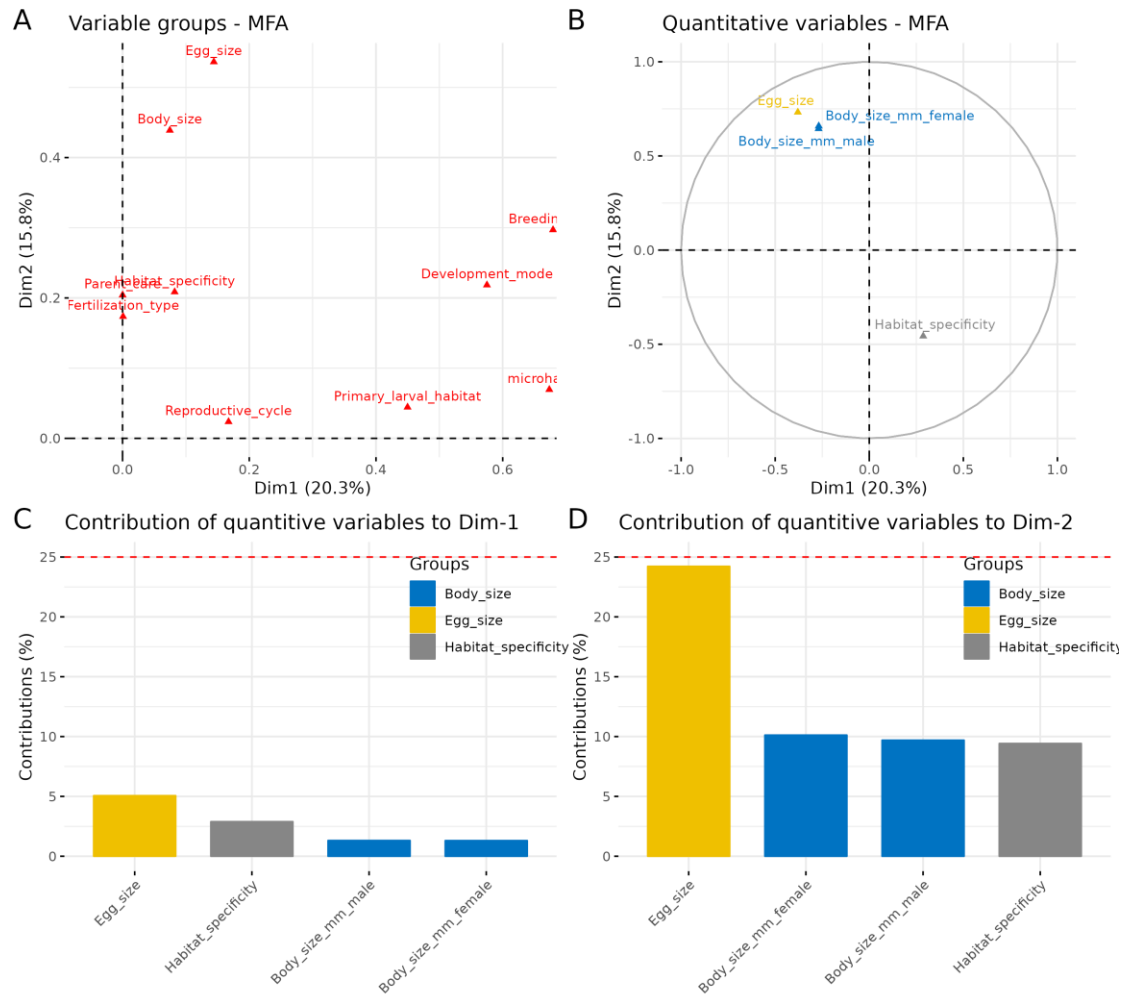 A Variable groups - MFA
Egg_size
Body_size
Breedin
Development_mode
Habitat_specificity
Parent_care
Fertilization_type
microha
Primary_larval_habitat
Reproductive_cycle
0.4
0.2
0.0
Dim2 (15.8%)
0.0 0.2 0.4 0.6
Dim1 (20.3%)
B Quantitative variables - MFA
Egg_size
Body_size_mm_female
Body_size_mm_male
Habitat_specificity
1.0
0.5
0.0
-0.5
-1.0
Dim2 (15.8%)
-1.0 -0.5 0.0 0.5 1.0
Dim1 (20.3%)
C Contribution of quantitive variables to Dim-1
25
20
15
10
5
0
Contributions (%)
Groups
Body_size
Egg_size
Habitat_specificity
Egg_size
Habitat_specificity
Body_size_mm_male
Body_size_mm_female
D Contribution of quantitive variables to Dim-2
25
20
15
10
5
0
Contributions (%)
Groups
Body_size
Egg_size
Habitat_specificity
Egg_size
Body_size_mm_female
Body_size_mm_male
Habitat_specificity